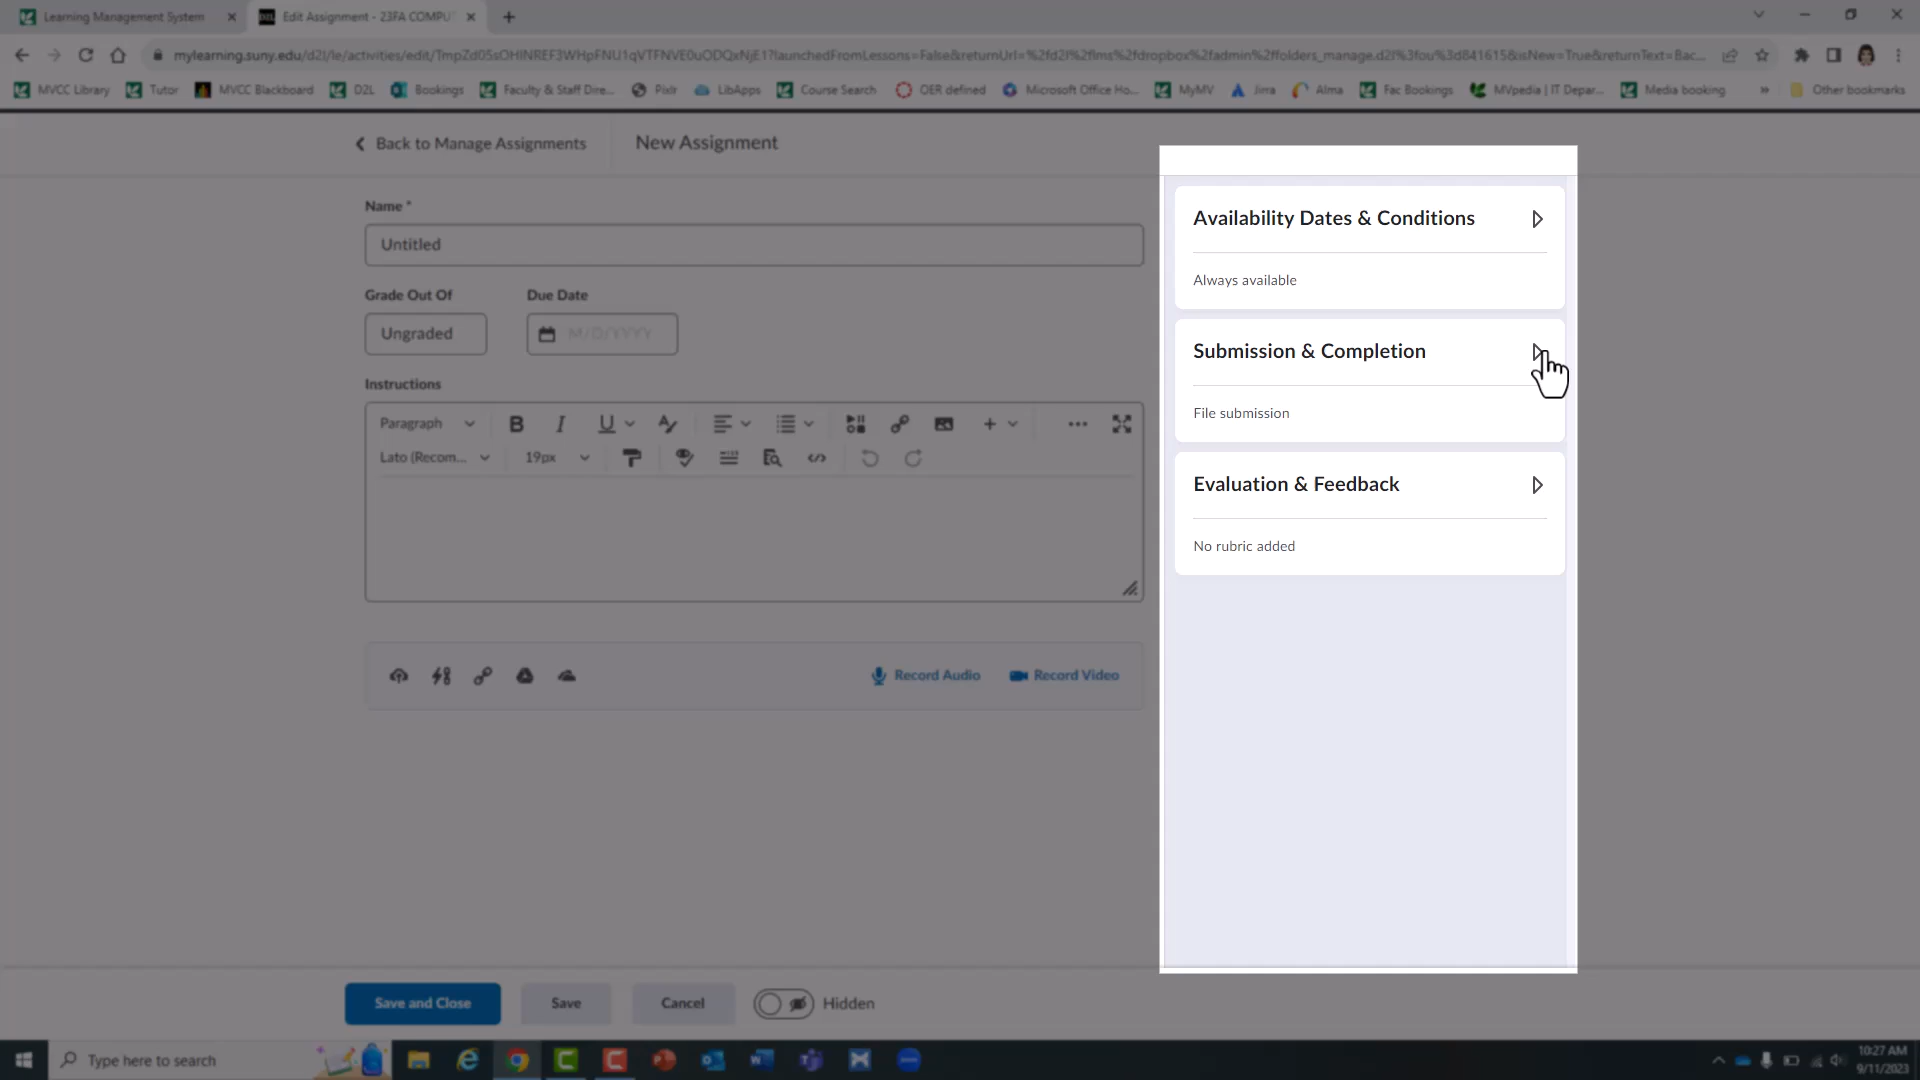 Learning Management System
Edit Assignment - 23FA COMPU
mylearning.suny.edu
MVCC Library
Tutor
MVCC Blackboard
D2L
Bookings
Faculty & Staff Dire...
Pixlr
LibApps
Course Search
OER defined
Microsoft Office Ho...
MyMV
Jira
Alma
Fac Bookings
MVpedia | IT Depar...
Media booking
Other bookmarks
Back to Manage Assignments
New Assignment
Name *
Untitled
Grade Out Of
Due Date
Ungraded
M/D/YYYY
Instructions
Paragraph
Lato (Recom...
19px
Record Audio
Record Video
Availability Dates & Conditions
Always available
Submission & Completion
File submission
Evaluation & Feedback
No rubric added
Save and Close
Save
Cancel
Hidden
Type here to search
10:27 AM
9/11/2023